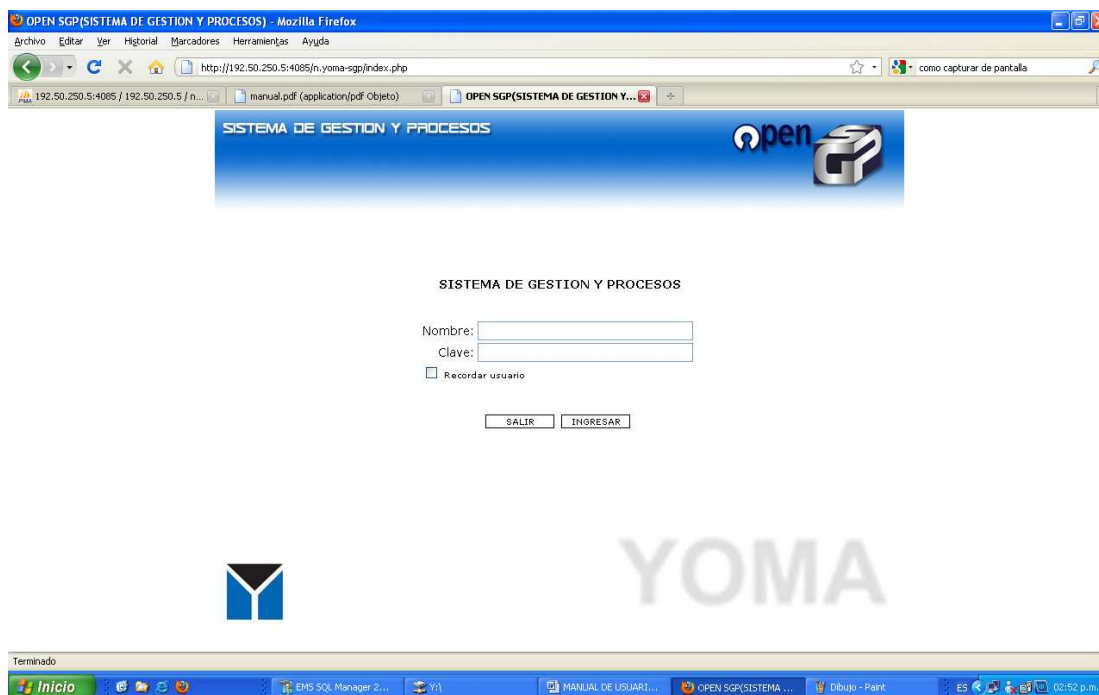 OPEN SGP(SISTEMA DE GESTION Y PROCESOS) - Mozilla Firefox
Archivo Editar Ver Historial Marcadores Herramientas Ayuda
http://192.50.250.5:4085/n.yoma-sgp/index.php
como capturar de pantalla
PMA 192.50.250.5:4085 / 192.50.250.5 / n...
manual.pdf (application/pdf Objeto)
OPEN SGP(SISTEMA DE GESTION Y...
SISTEMA DE GESTION Y PROCESOS
Open SGP
SISTEMA DE GESTION Y PROCESOS
Nombre:
Clave:
Recordar usuario
SALIR INGRESAR
YOMA
Terminado
Inicio
EMS SQL Manager 2...
Y:\
MANUAL DE USUARI...
OPEN SGP(SISTEMA ...
Dibujo - Paint
ES
02:52 p.m.